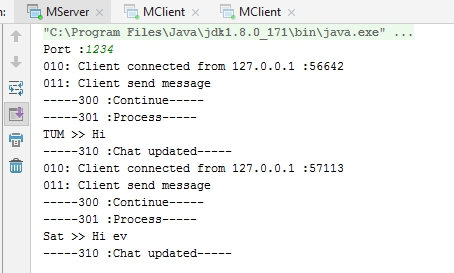 n: MServer × MClient × MClient ×
"C:\Program Files\Java\jdk1.8.0_171\bin\java.exe" ...
Port :1234
010: Client connected from 127.0.0.1 :56642
011: Client send message
-----300 :Continue-----
-----301 :Process-----
TUM >> Hi
-----310 :Chat updated-----
010: Client connected from 127.0.0.1 :57113
011: Client send message
-----300 :Continue-----
-----301 :Process-----
Sat >> Hi ev
-----310 :Chat updated-----